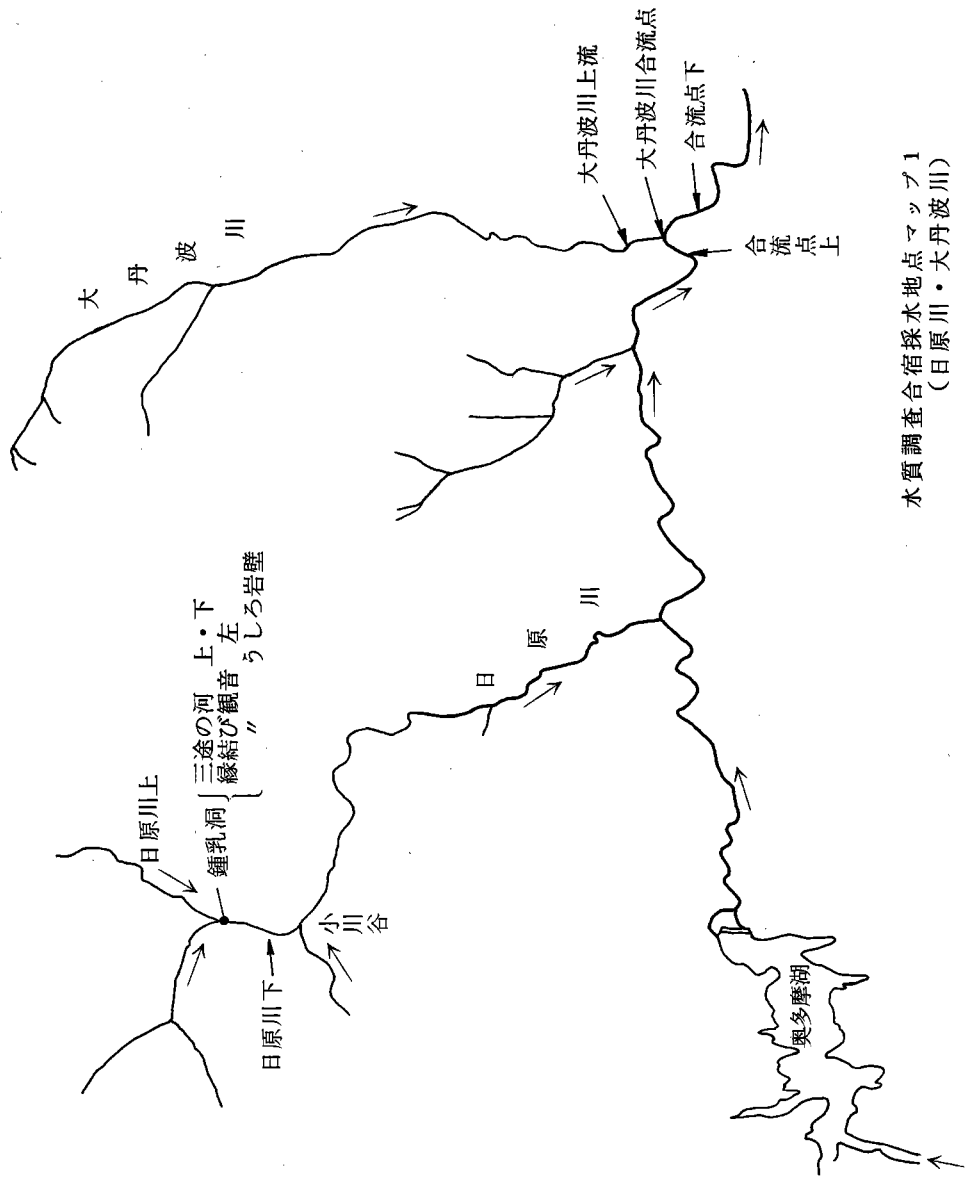 大丹波川
大丹波川上流
大丹波川合流点
合流点下
合流点上
日原川上
鍾乳洞
三途の河 上・下
縁結び観音 左
〃 うしろ岩壁
日原川
小川谷
日原川下
奥多摩湖
水質調査合宿採水地点マップ1
(日原川・大丹波川)